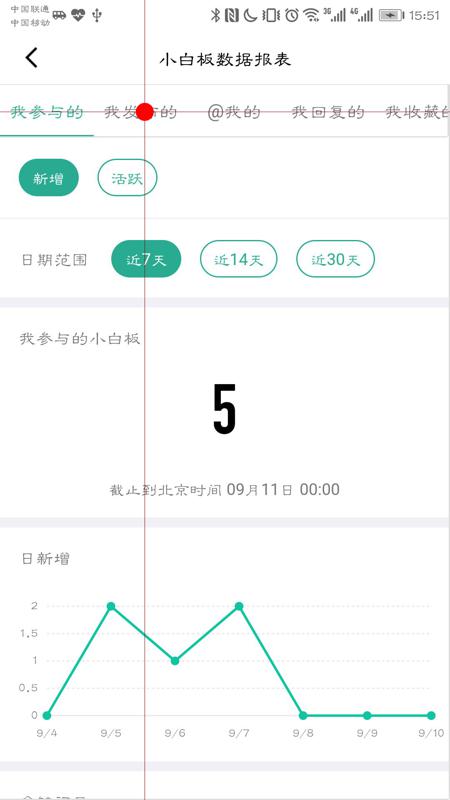 中国联通
中国移动
3G 4G 15:51
小白板数据报表
我参与的 我发布的 @我的 我回复的 我收藏的
新增 活跃
日期范围 近7天 近14天 近30天
我参与的小白板
5
截止到北京时间 09月11日 00:00
日新增
2
1.5
1
0.5
0
9/4 9/5 9/6 9/7 9/8 9/9 9/10